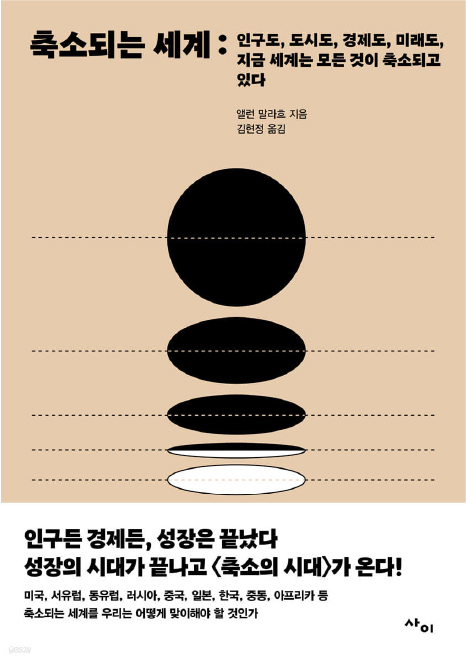 축소되는 세계 :
인구도, 도시도, 경제도, 미래도,
지금 세계는 모든 것이 축소되고
있다
앨런 말라흐 지음
김현정 옮김
인구든 경제든, 성장은 끝났다
성장의 시대가 끝나고 〈축소의 시대〉가 온다!
미국, 서유럽, 동유럽, 러시아, 중국, 일본, 한국, 중동, 아프리카 등
축소되는 세계를 우리는 어떻게 맞이해야 할 것인가
사이